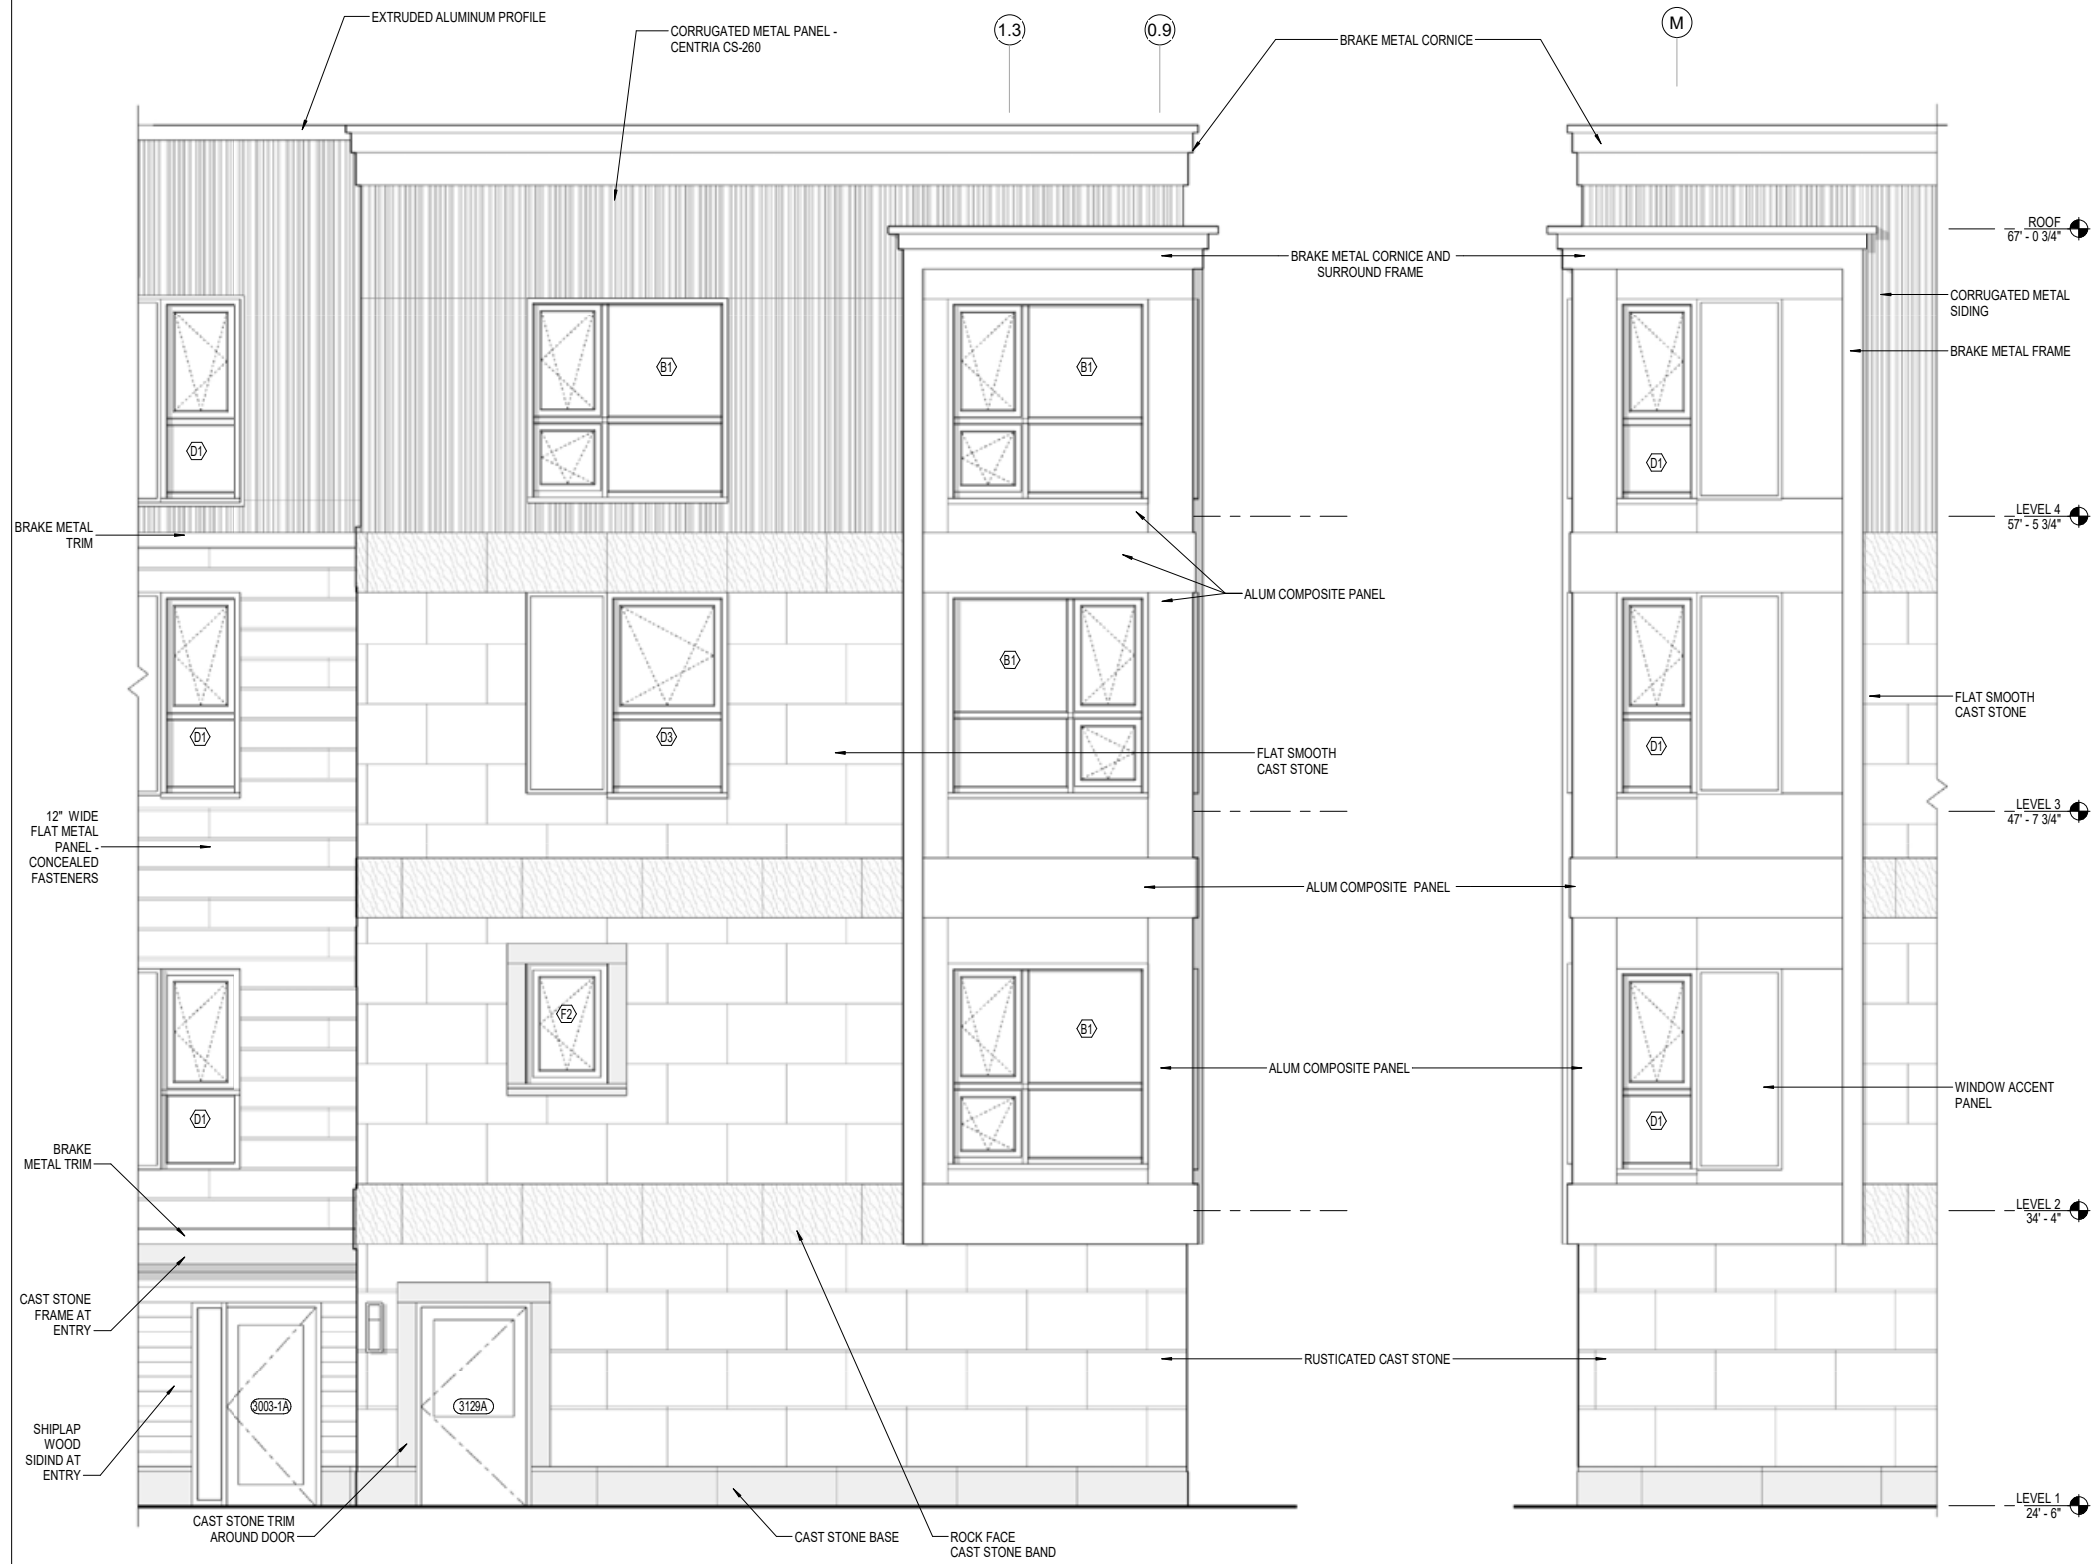 EXTRUDED ALUMINUM PROFILE
CORRUGATED METAL PANEL -
CENTRIA CS-260
1.3
0.9
BRAKE METAL CORNICE
M
ROOF
67' - 0 3/4"
BRAKE METAL CORNICE AND
SURROUND FRAME
CORRUGATED METAL
SIDING
BRAKE METAL FRAME
B1
B1
D1
D1
LEVEL 4
57' - 5 3/4"
BRAKE METAL
TRIM
ALUM COMPOSITE PANEL
B1
FLAT SMOOTH
CAST STONE
D1
D3
D1
FLAT SMOOTH
CAST STONE
LEVEL 3
47' - 7 3/4"
12" WIDE
FLAT METAL
PANEL -
CONCEALED
FASTENERS
ALUM COMPOSITE PANEL
F2
B1
ALUM COMPOSITE PANEL
WINDOW ACCENT
PANEL
D1
D1
BRAKE
METAL TRIM
LEVEL 2
34' - 4"
CAST STONE
FRAME AT
ENTRY
RUSTICATED CAST STONE
3003-1A
3129A
SHIPLAP
WOOD
SIDIND AT
ENTRY
LEVEL 1
24' - 6"
CAST STONE TRIM
AROUND DOOR
CAST STONE BASE
ROCK FACE
CAST STONE BAND